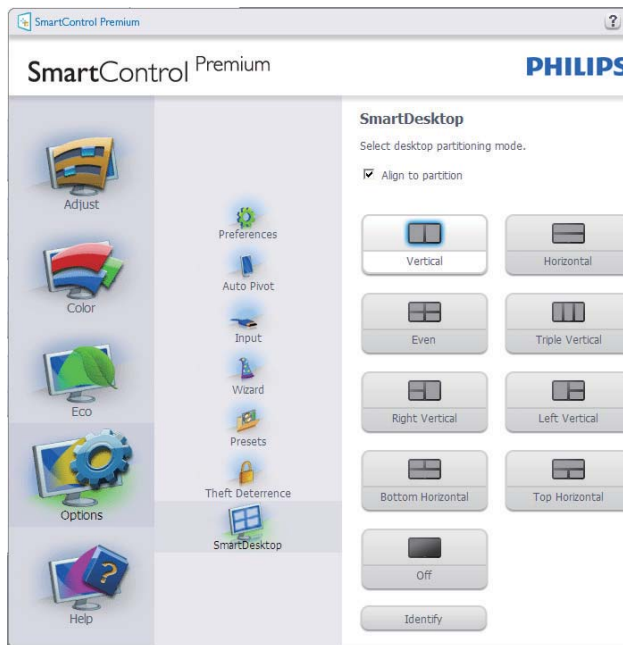 SmartControl Premium
?
SmartControl Premium
PHILIPS
Adjust
Color
Eco
Options
?
Help
Preferences
Auto Pivot
Input
Wizard
Presets
Theft Deterrence
SmartDesktop
SmartDesktop
Select desktop partitioning mode.
Align to partition
Vertical
Horizontal
Even
Triple Vertical
Right Vertical
Left Vertical
Bottom Horizontal
Top Horizontal
Off
Identify